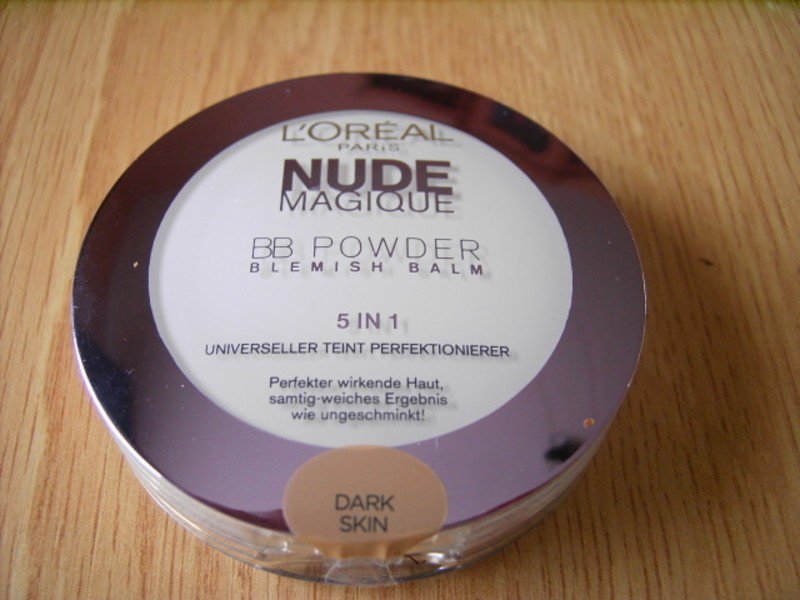 L'ORÉAL
PARIS
NUDE
MAGIQUE
BB POWDER
BLEMISH BALM
5 IN 1
UNIVERSELLER TEINT PERFEKTIONIERER
Perfekter wirkende Haut,
samtig-weiches Ergebnis
wie ungeschminkt!
DARK
SKIN